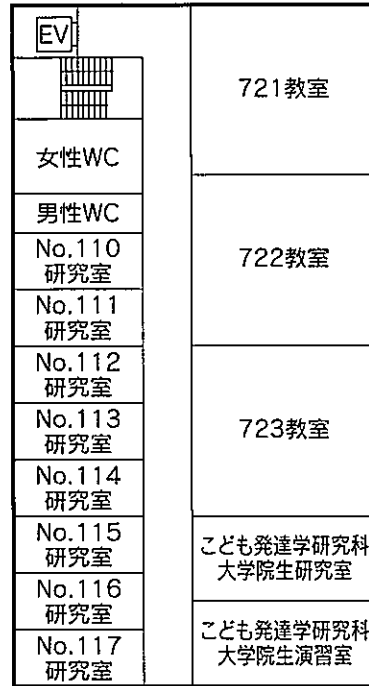 EV
女性WC
男性WC
No.110
研究室
No.111
研究室
No.112
研究室
No.113
研究室
No.114
研究室
No.115
研究室
No.116
研究室
No.117
研究室
721教室
722教室
723教室
こども発達学研究科
大学院生研究室
こども発達学研究科
大学院生演習室